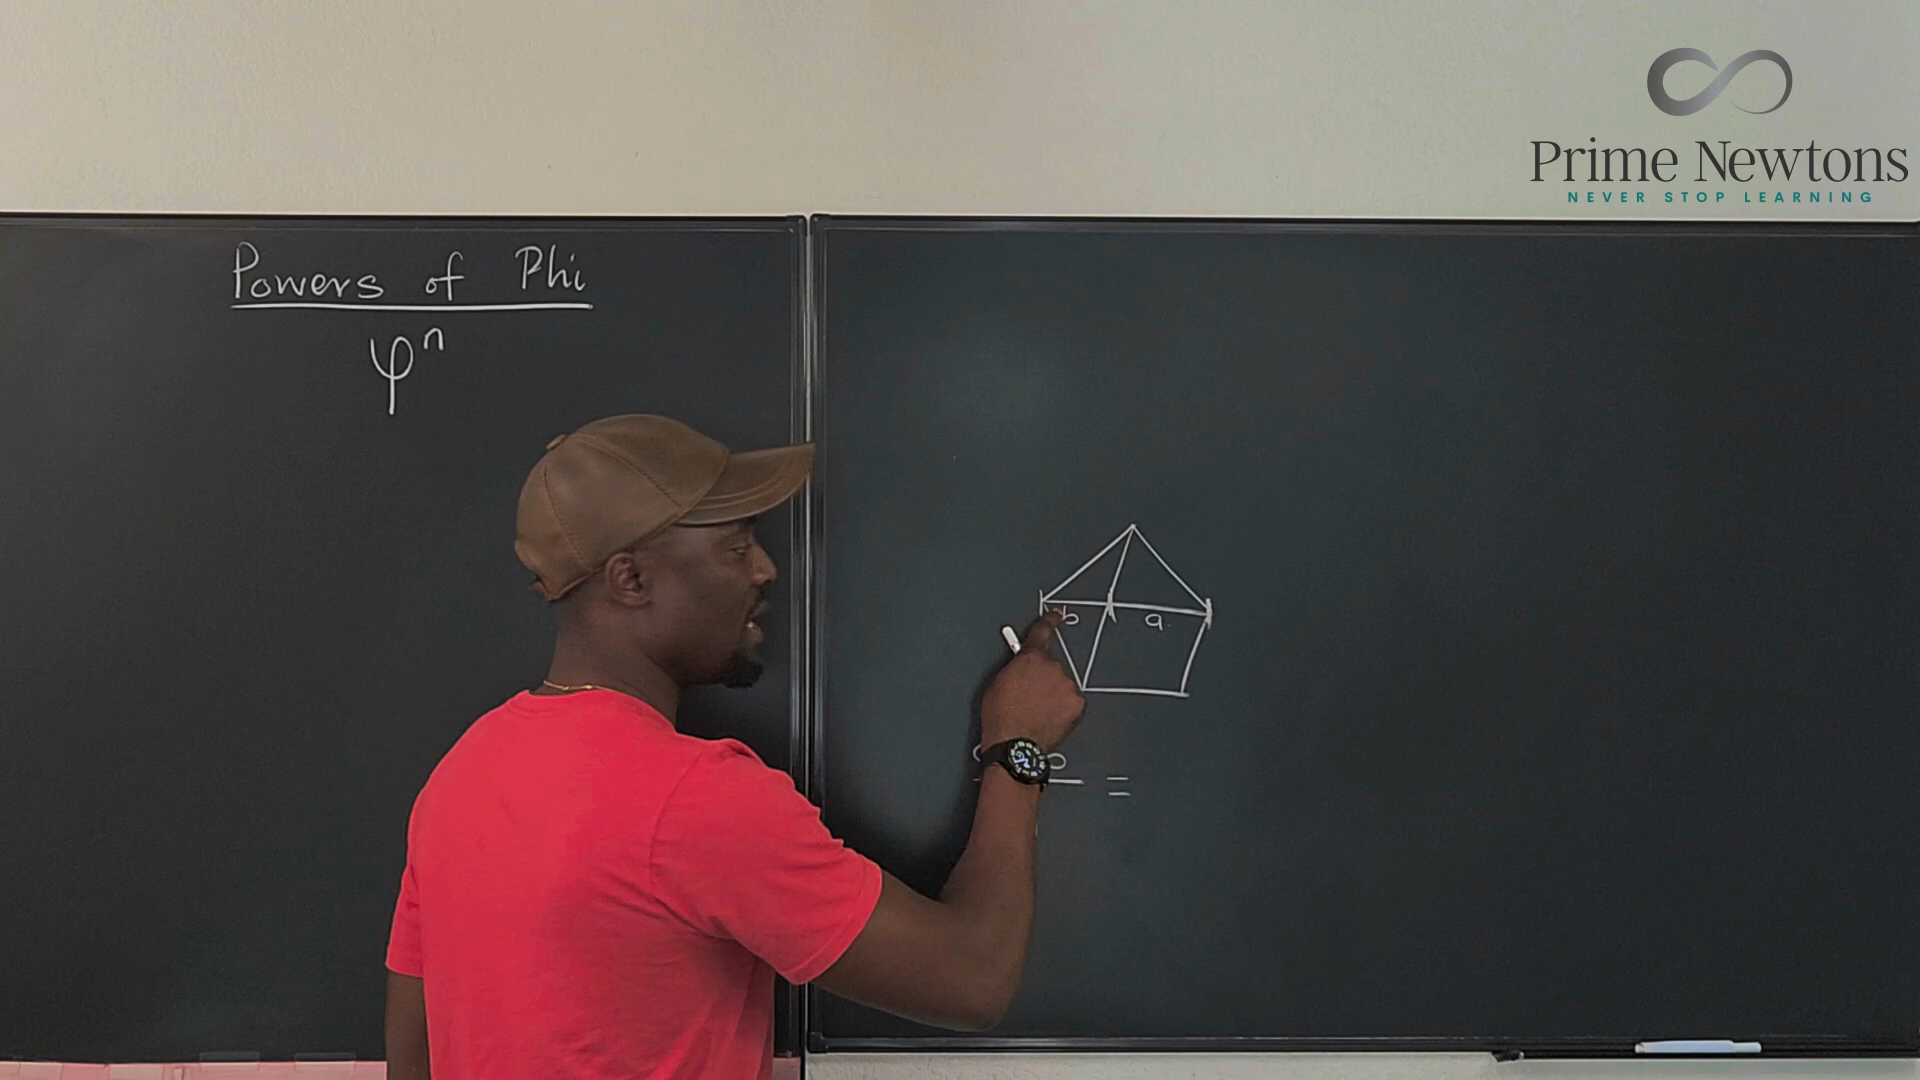 Prime Newtons
NEVER STOP LEARNING
Powers of Phi
φⁿ
b a
=